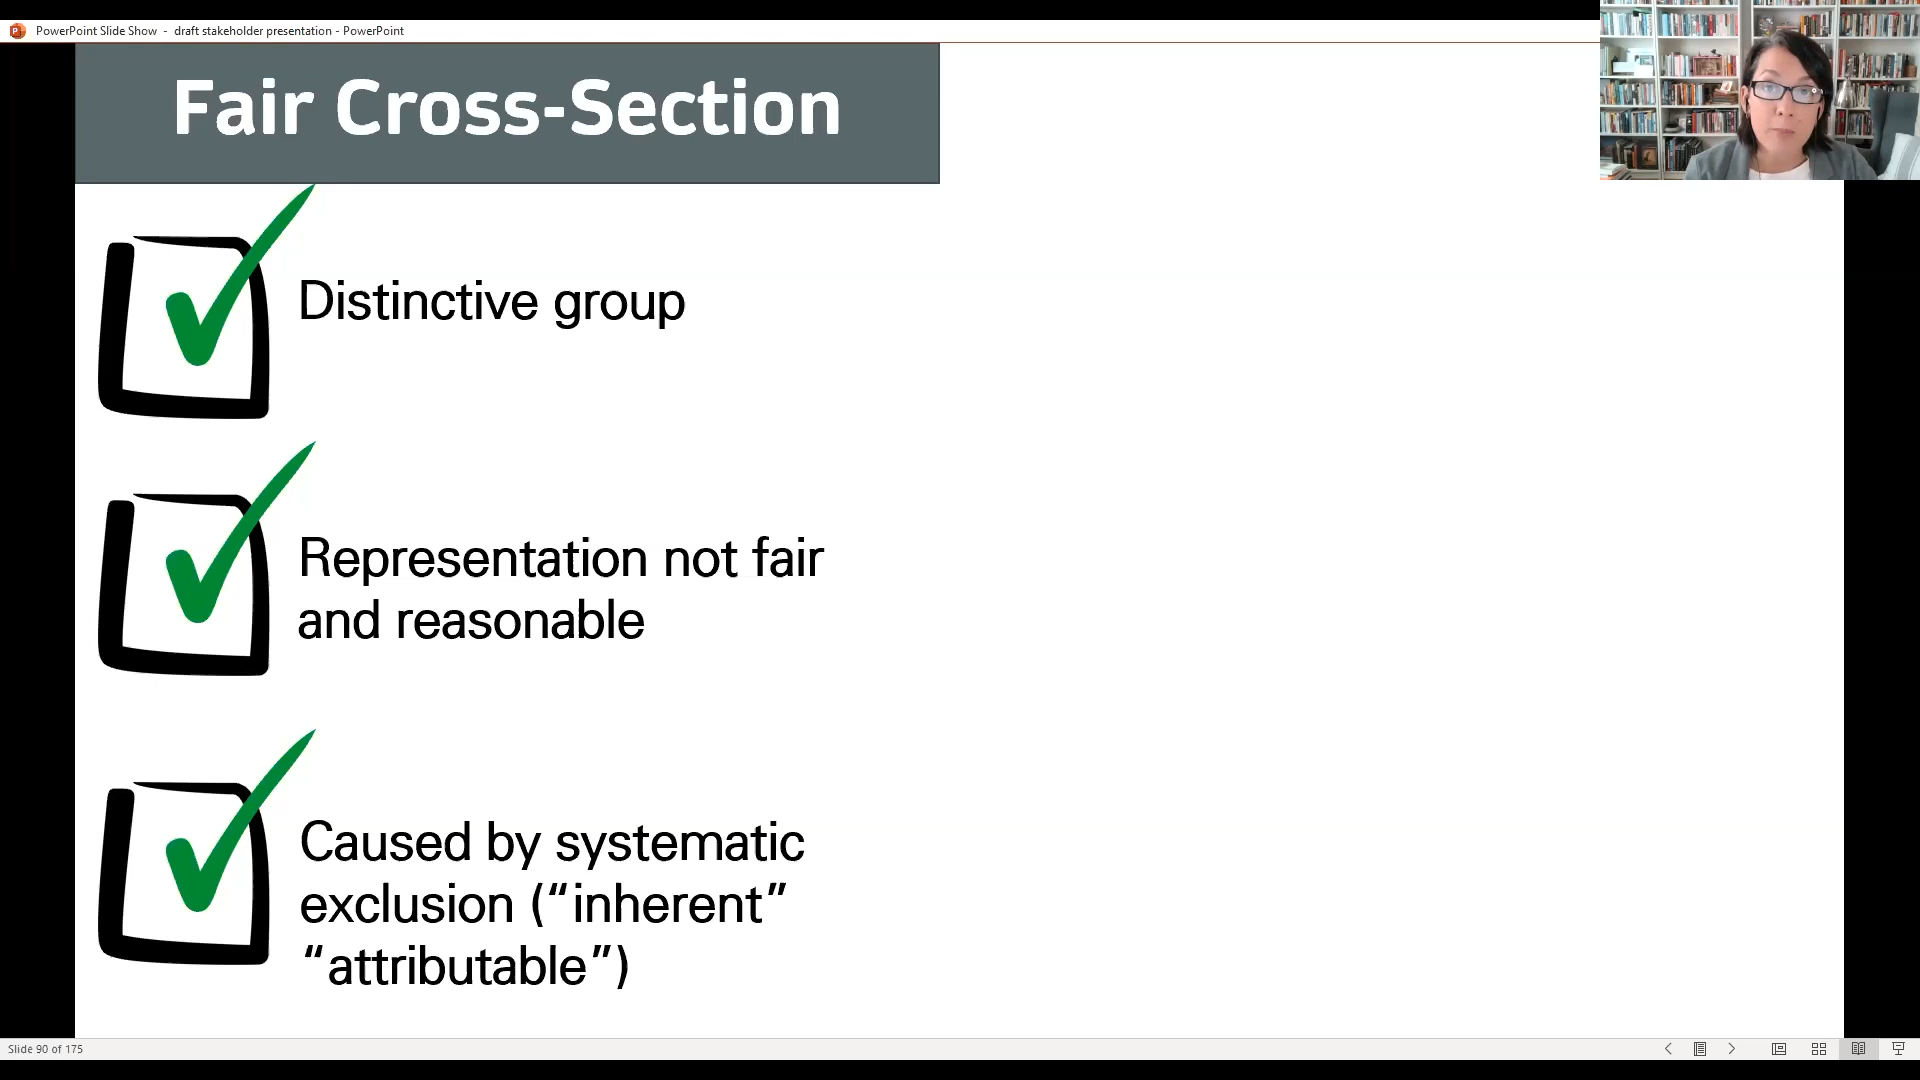 PowerPoint Slide Show - draft stakeholder presentation - PowerPoint
Fair Cross-Section
Distinctive group
Representation not fair
and reasonable
Caused by systematic
exclusion (“inherent”
“attributable”)
Slide 90 of 175